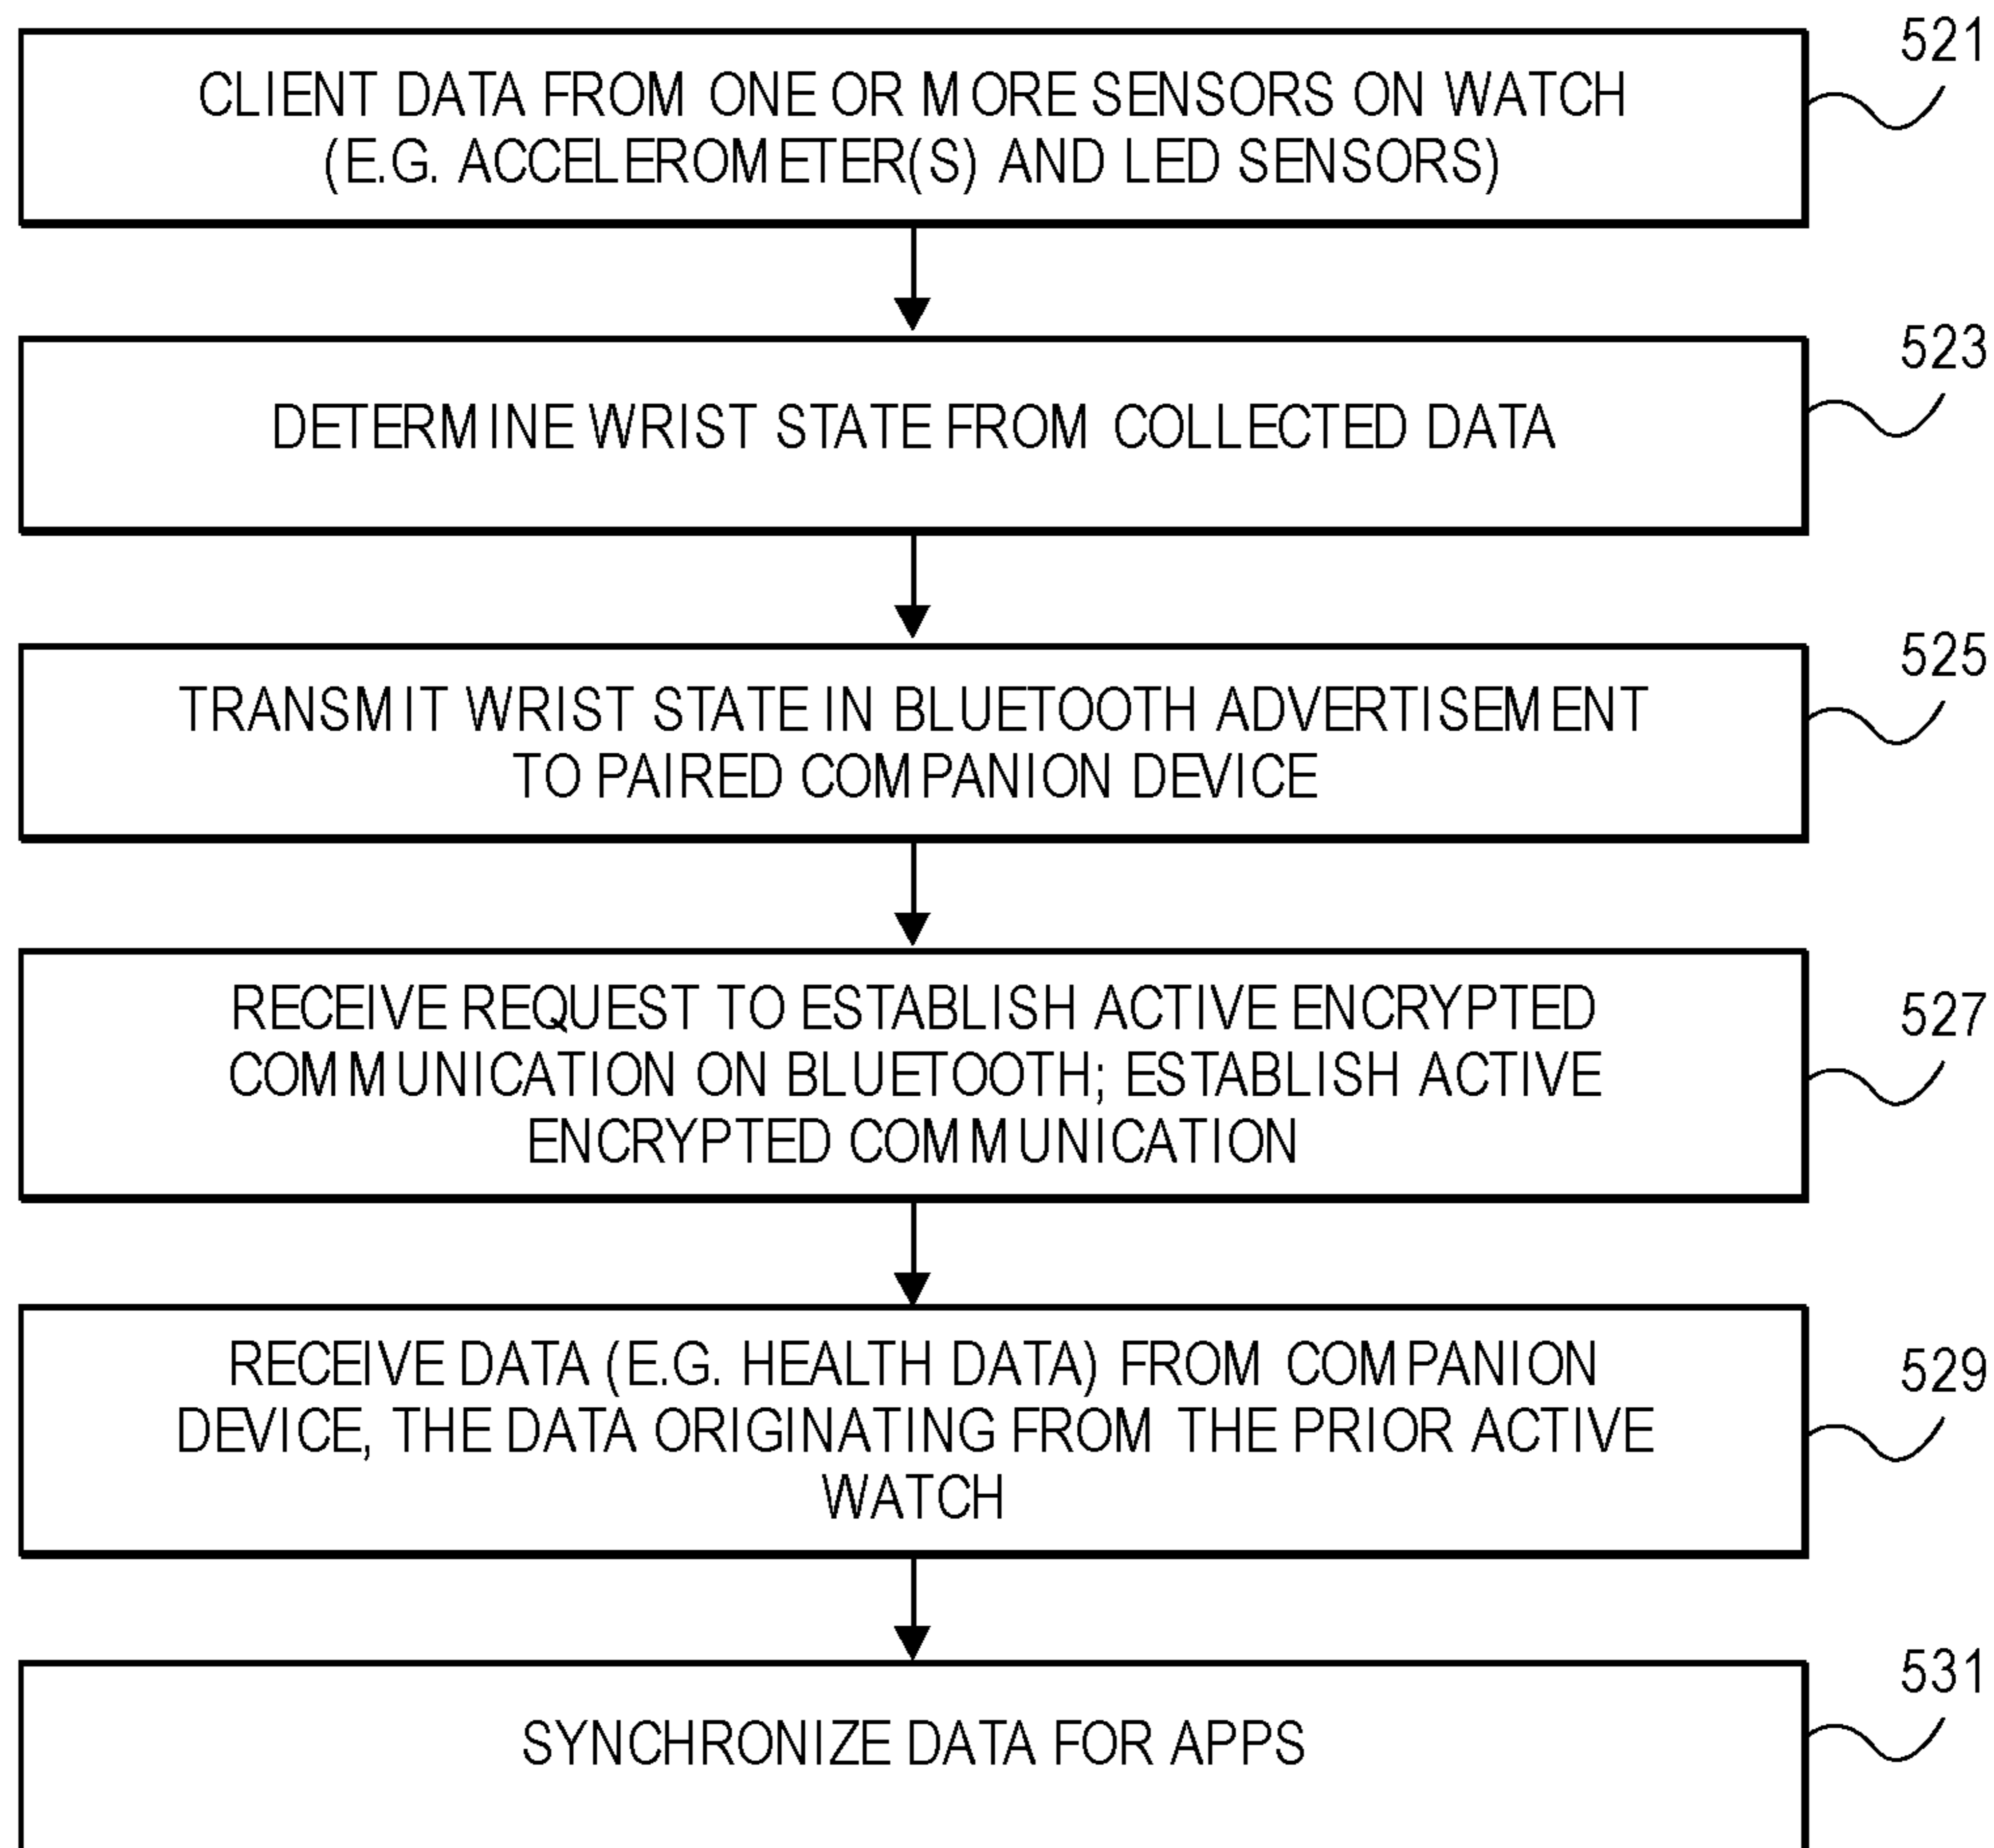 521
CLIENT DATA FROM ONE OR MORE SENSORS ON WATCH
(E.G. ACCELEROMETER(S) AND LED SENSORS)
523
DETERMINE WRIST STATE FROM COLLECTED DATA
525
TRANSMIT WRIST STATE IN BLUETOOTH ADVERTISEMENT
TO PAIRED COMPANION DEVICE
527
RECEIVE REQUEST TO ESTABLISH ACTIVE ENCRYPTED
COMMUNICATION ON BLUETOOTH; ESTABLISH ACTIVE
ENCRYPTED COMMUNICATION
529
RECEIVE DATA (E.G. HEALTH DATA) FROM COMPANION
DEVICE, THE DATA ORIGINATING FROM THE PRIOR ACTIVE
WATCH
531
SYNCHRONIZE DATA FOR APPS